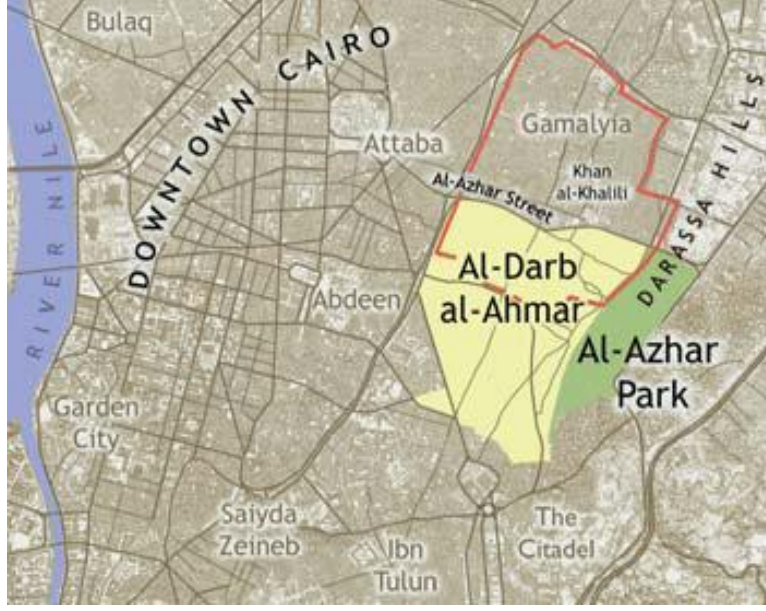 Bulaq
DOWNTOWN CAIRO
RIVER NILE
Attaba
Gamalyia
Khan
al-Khalili
Al-Azhar Street
DARASSA HILLS
Al-Darb
al-Ahmar
Abdeen
Al-Azhar
Park
Garden
City
Saiyda
Zeineb
Ibn
Tulun
The
Citadel